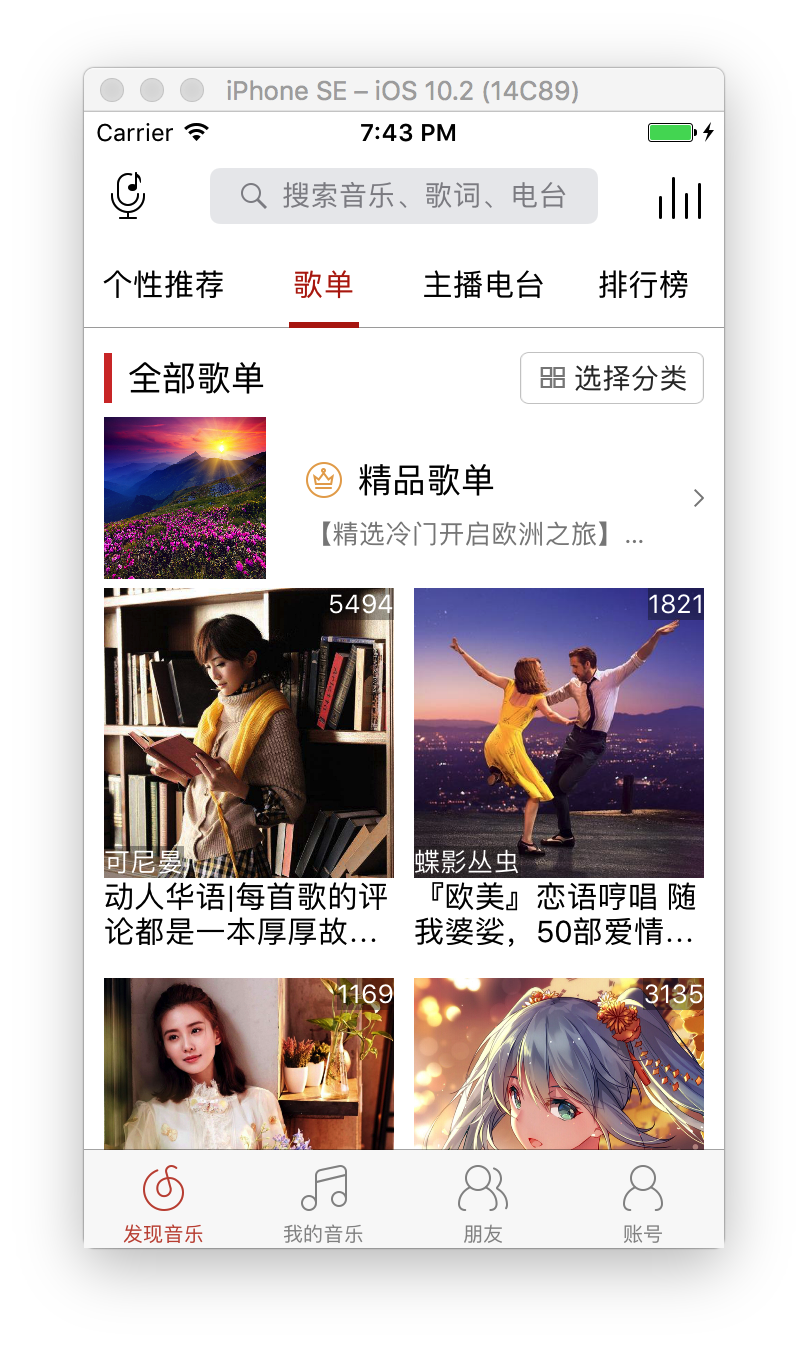 iPhone SE – iOS 10.2 (14C89)
Carrier 7:43 PM
搜索音乐、歌词、电台
个性推荐 歌单 主播电台 排行榜
全部歌单 选择分类
精品歌单
【精选冷门开启欧洲之旅】...
5494 1821
可尼晏 蝶影丛虫
动人华语|每首歌的评
论都是一本厚厚故...
『欧美』恋语哼唱 随
我婆娑，50部爱情...
1169 3135
发现音乐 我的音乐 朋友 账号